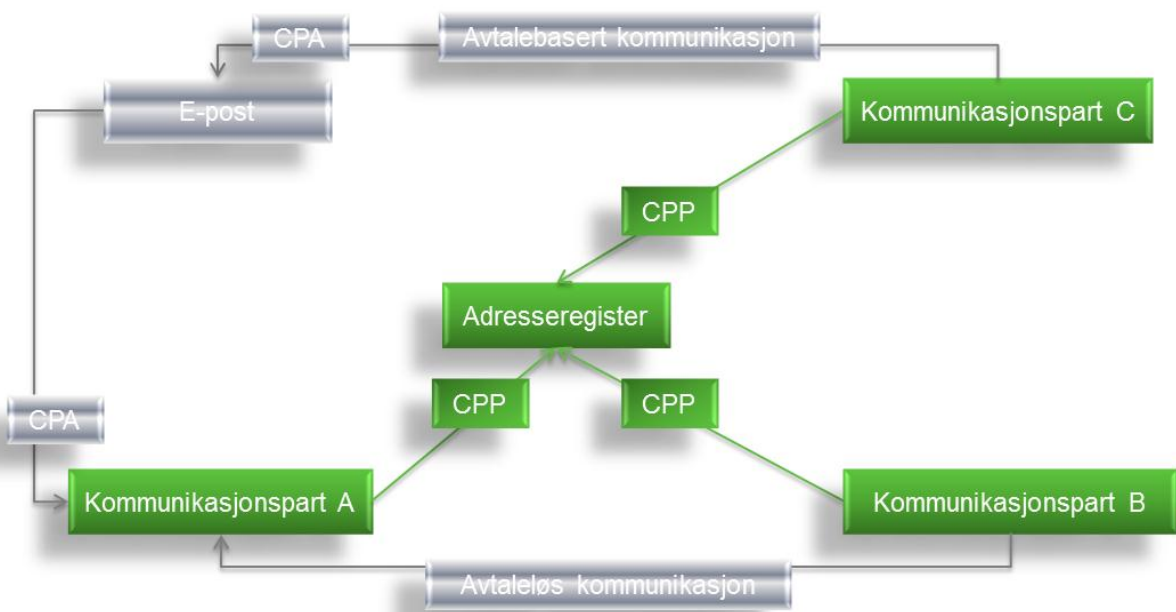 CPA
Avtalebasert kommunikasjon
E-post
Kommunikasjonspart C
CPP
Adresseregister
CPP
CPP
CPA
Kommunikasjonspart A
Kommunikasjonspart B
Avtaleløs kommunikasjon